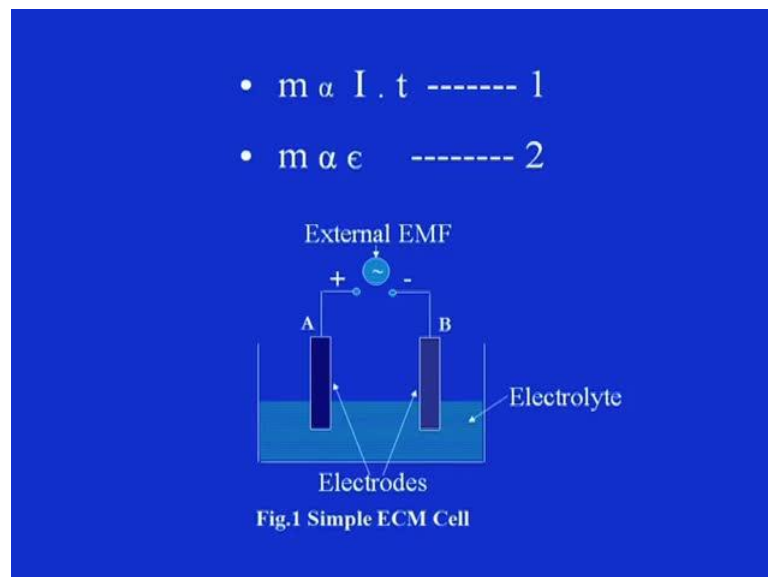 • m α I . t ------- 1
• m α ϵ -------- 2
External EMF
+ ~ -
A B
Electrolyte
Electrodes
Fig.1 Simple ECM Cell